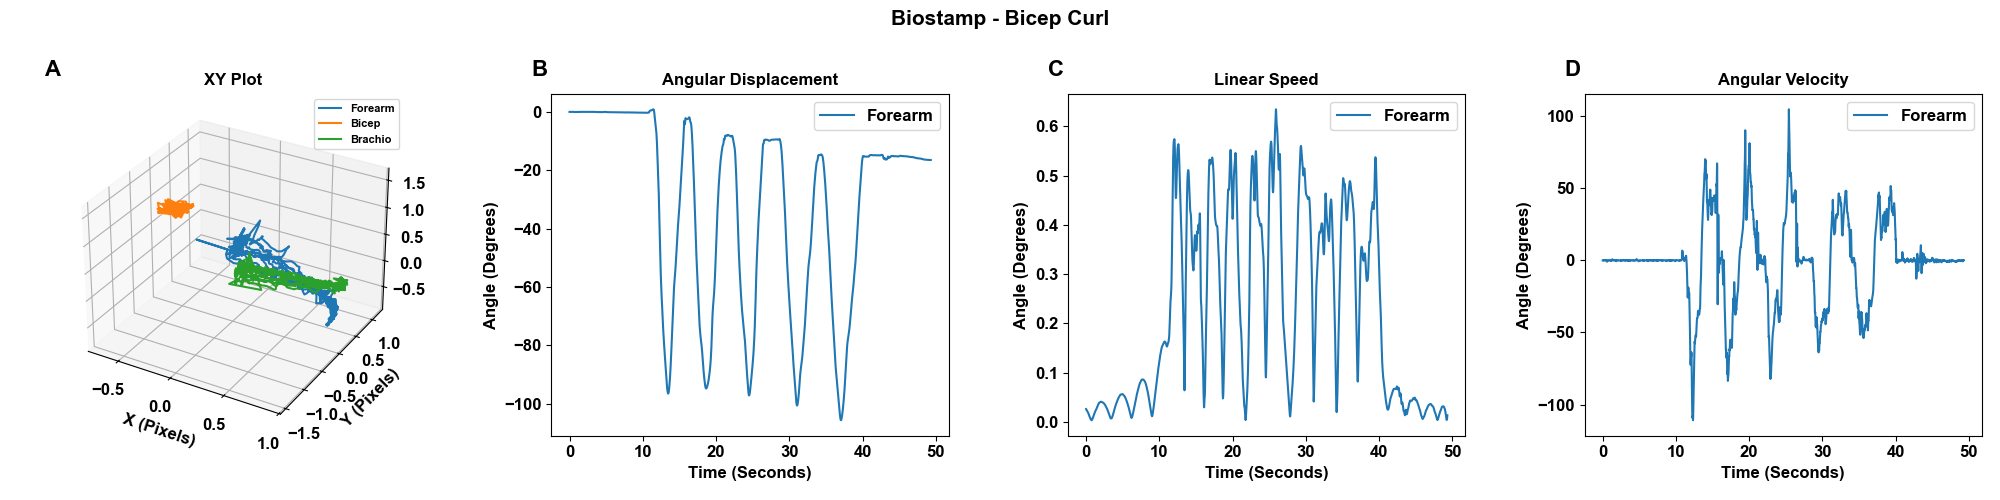 Biostamp - Bicep Curl
A
XY Plot
Forearm
Bicep
Brachio
1.5
1.0
0.5
0.0
−0.5
1.0
0.5
0.0
−0.5
−1.0
−1.5
Y (Pixels)
−0.5
0.0
0.5
1.0
X (Pixels)
B
Angular Displacement
Forearm
0
−20
−40
−60
−80
−100
Angle (Degrees)
0 10 20 30 40 50
Time (Seconds)
C
Linear Speed
Forearm
0.6
0.5
0.4
0.3
0.2
0.1
0.0
Angle (Degrees)
0 10 20 30 40 50
Time (Seconds)
D
Angular Velocity
Forearm
100
50
0
−50
−100
Angle (Degrees)
0 10 20 30 40 50
Time (Seconds)